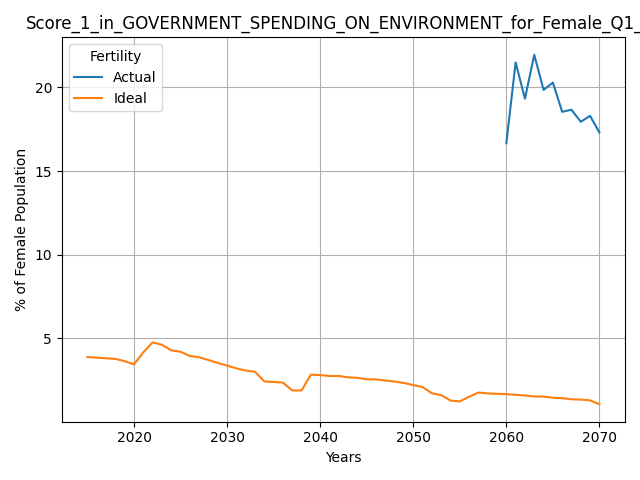 Score_1_in_GOVERNMENT_SPENDING_ON_ENVIRONMENT_for_Female_Q1_
Fertility
Actual
Ideal
% of Female Population
20
15
10
5
2020 2030 2040 2050 2060 2070
Years